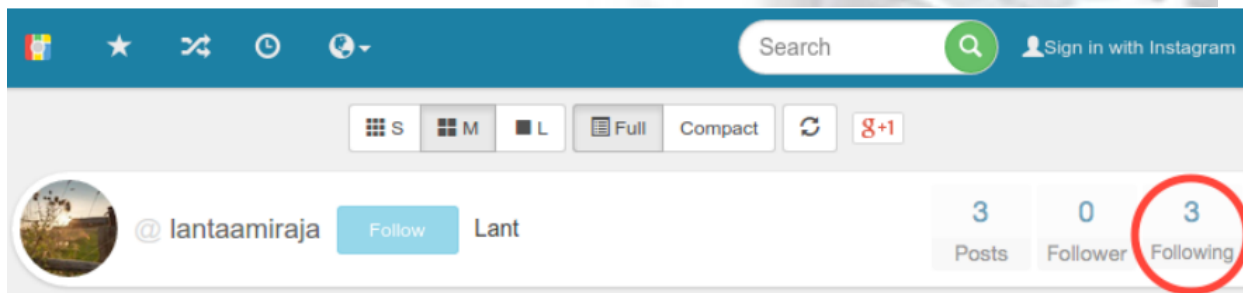 Search
Sign in with Instagram
S M L Full Compact g+1
@ lantaamiraja Follow Lant
3 0 3
Posts Follower Following